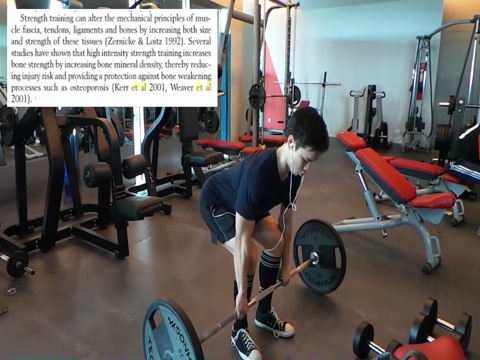 Strength training can alter the mechanical principles of mus-
cle fascia, tendons, ligaments and bones by increasing both size
and strength of these tissues [Zernicke & Loitz 1992]. Several
studies have shown that high intensity strength training increases
bone strength by increasing bone mineral density, thereby reduc-
ing injury risk and providing a protection against bone weakening
processes such as osteoporosis (Kerr et al 2001, Weaver et al
2001).